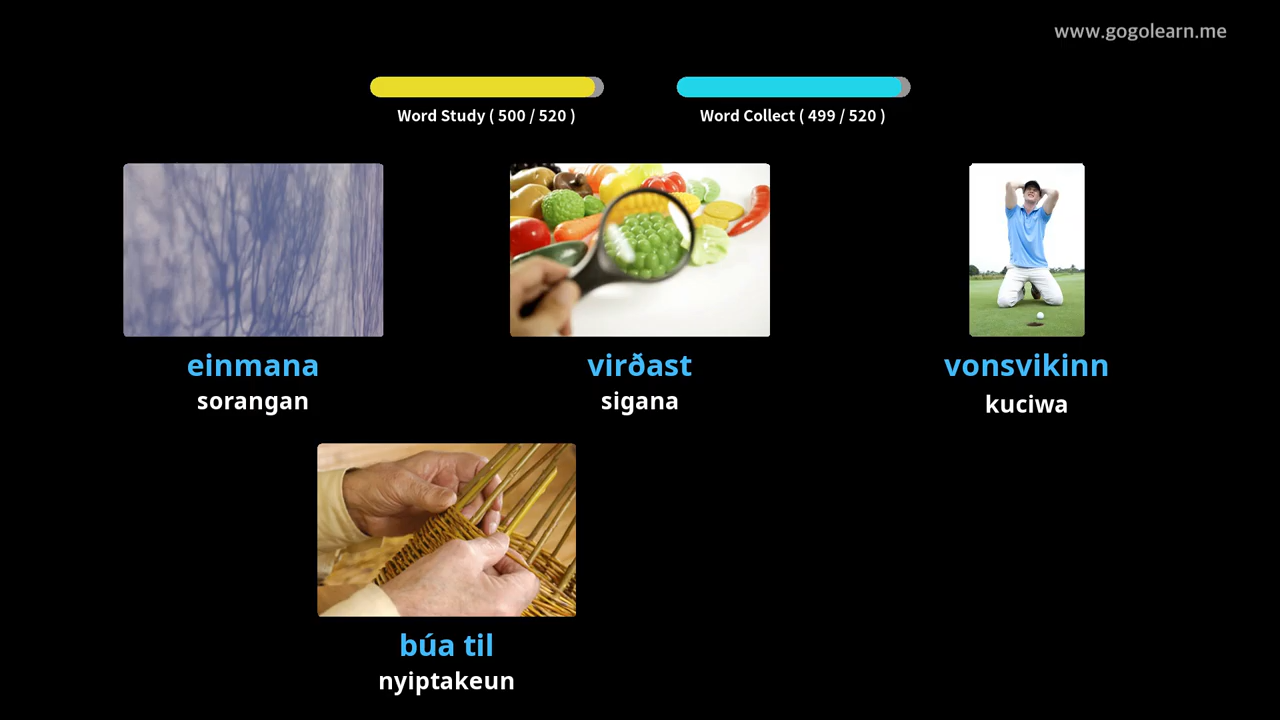 www.gogolearn.me
Word Study ( 500 / 520 )
Word Collect ( 499 / 520 )
einmana
sorangan
virðast
sigana
vonsvikinn
kuciwa
búa til
nyiptakeun